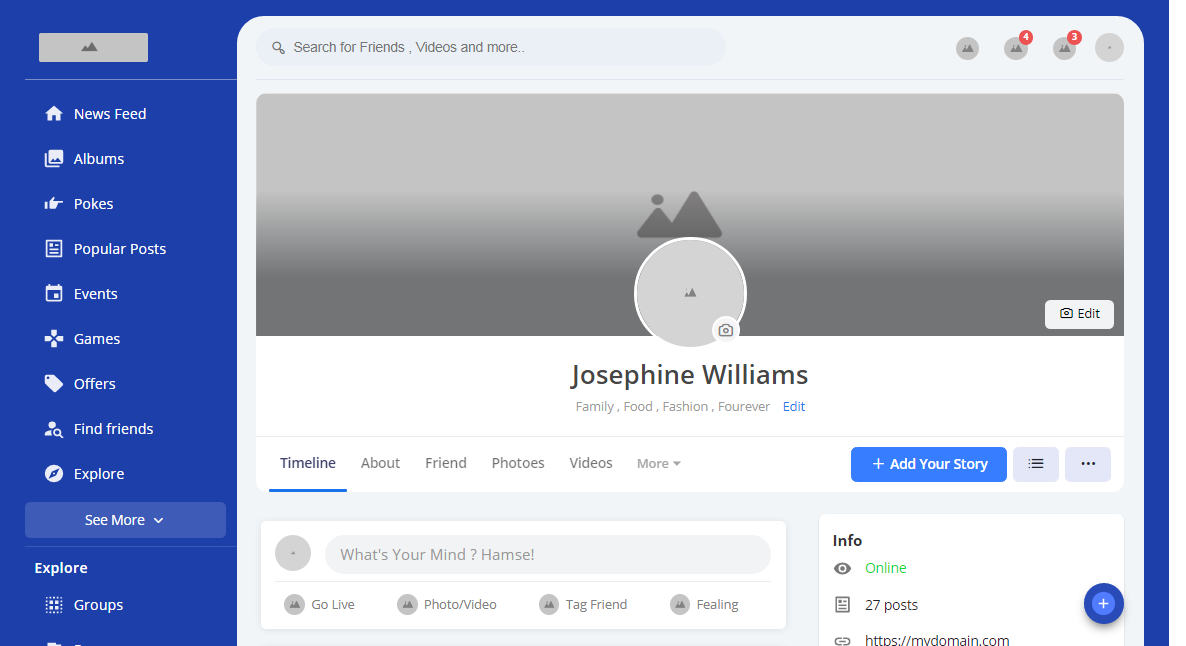 Search for Friends , Videos and more..
4
3
News Feed
Albums
Pokes
Popular Posts
Events
Games
Offers
Find friends
Explore
See More
Explore
Groups
Edit
Josephine Williams
Family , Food , Fashion , Fourever Edit
Timeline About Friend Photoes Videos More
+ Add Your Story
What's Your Mind ? Hamse!
Go Live Photo/Video Tag Friend Fealing
Info
Online
27 posts
https://mydomain.com